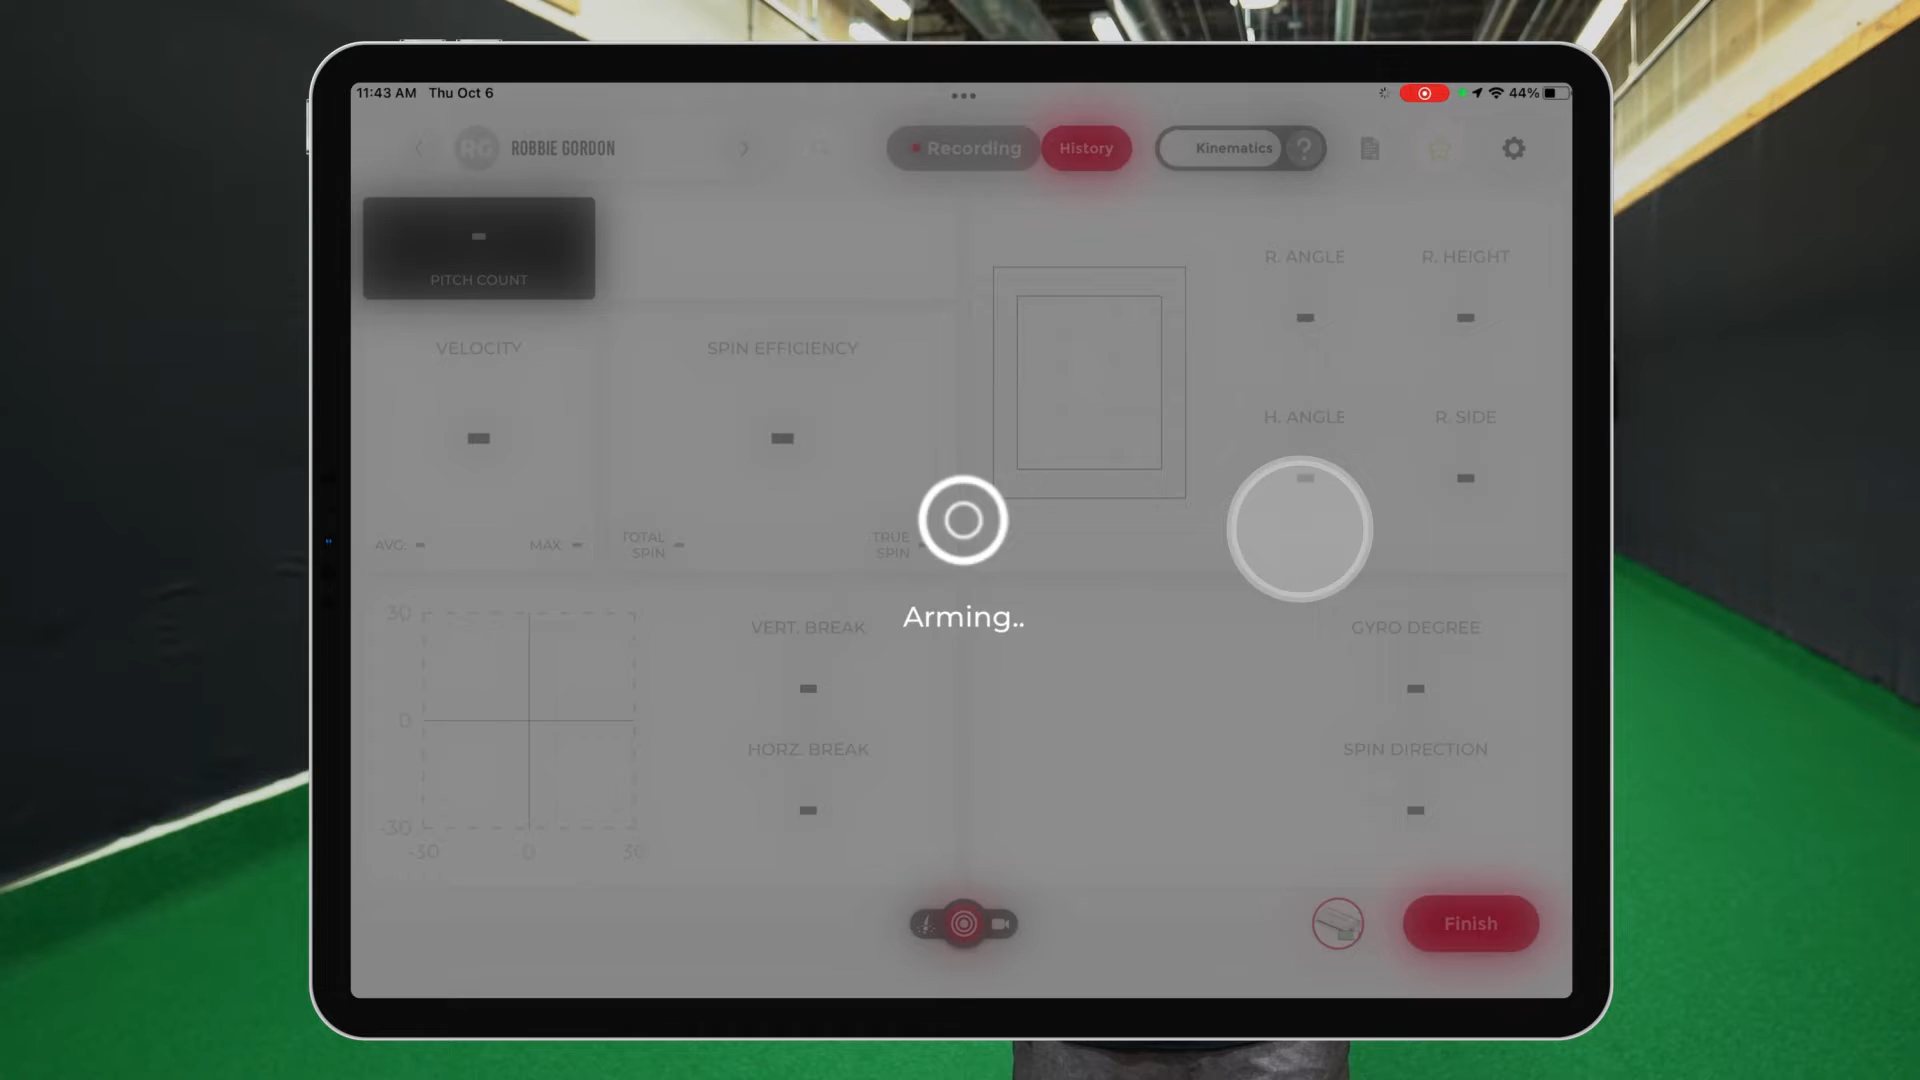 11:43 AM Thu Oct 6
44%
RG ROBBIE GORDON
Recording
History
Kinematics ?
-
PITCH COUNT
VELOCITY
-
AVG: -
MAX: -
SPIN EFFICIENCY
-
TOTAL SPIN -
TRUE SPIN
R. ANGLE
-
R. HEIGHT
-
H. ANGLE
-
R. SIDE
-
Arming..
30
0
-30
-30 0 30
VERT. BREAK
-
HORZ. BREAK
-
GYRO DEGREE
-
SPIN DIRECTION
-
Finish